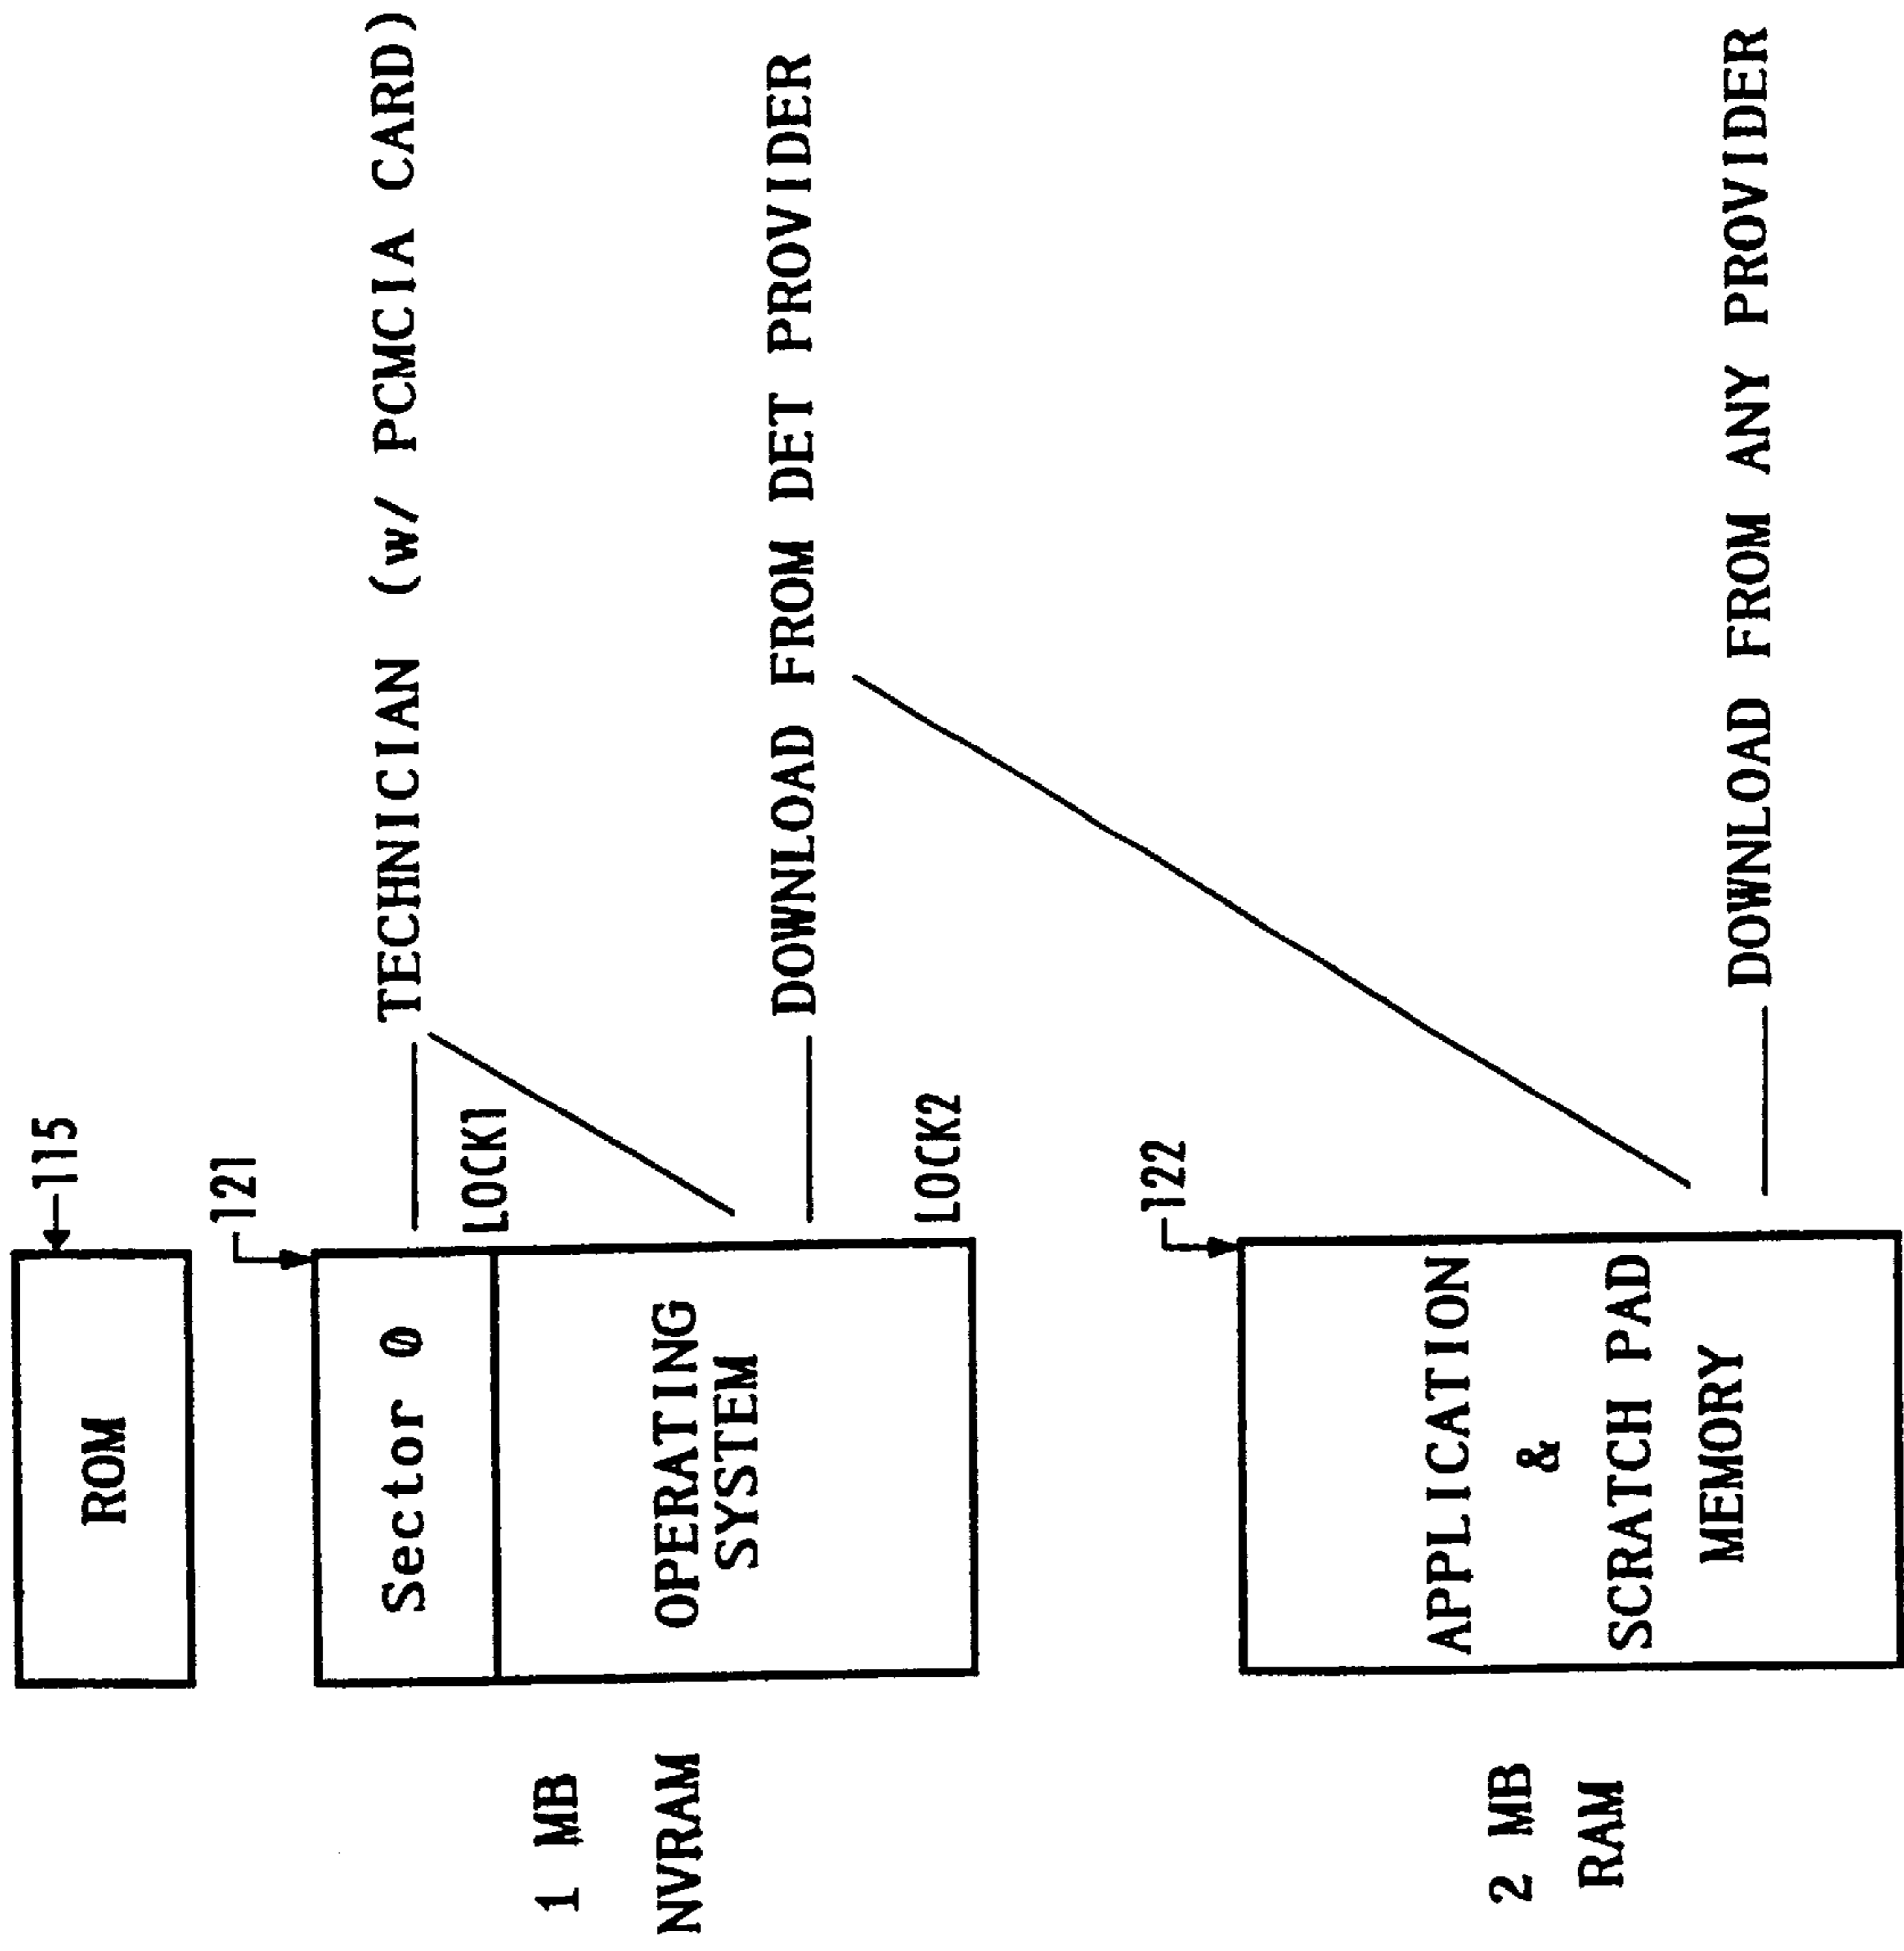 ROM
115
121
Sector 0
TECHNICIAN (w/ PCMCIA CARD)
LOCK1
1 MB
NVRAM
OPERATING
SYSTEM
DOWNLOAD FROM DET PROVIDER
LOCK2
122
2 MB
RAM
APPLICATION
&
SCRATCH PAD
MEMORY
DOWNLOAD FROM ANY PROVIDER